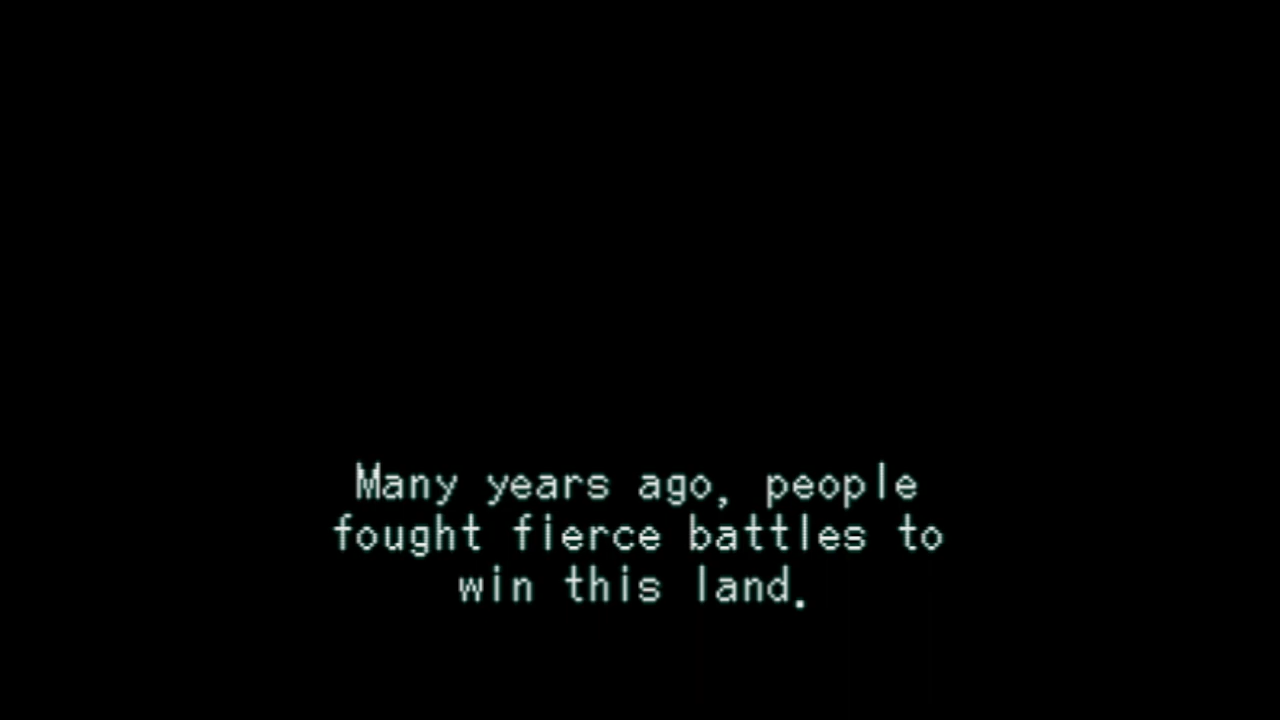 Many years ago, people
fought fierce battles to
win this land.